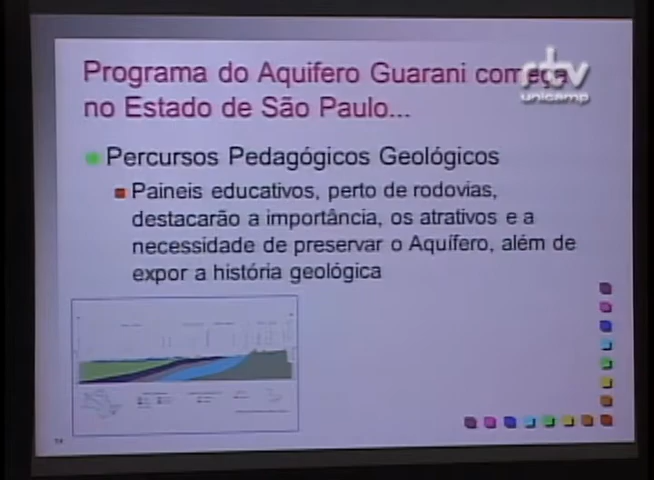 Programa do Aquifero Guarani começa
rtv
unicamp
no Estado de São Paulo...
Percursos Pedagógicos Geológicos
Paineis educativos, perto de rodovias,
destacarão a importância, os atrativos e a
necessidade de preservar o Aquífero, além de
expor a história geológica